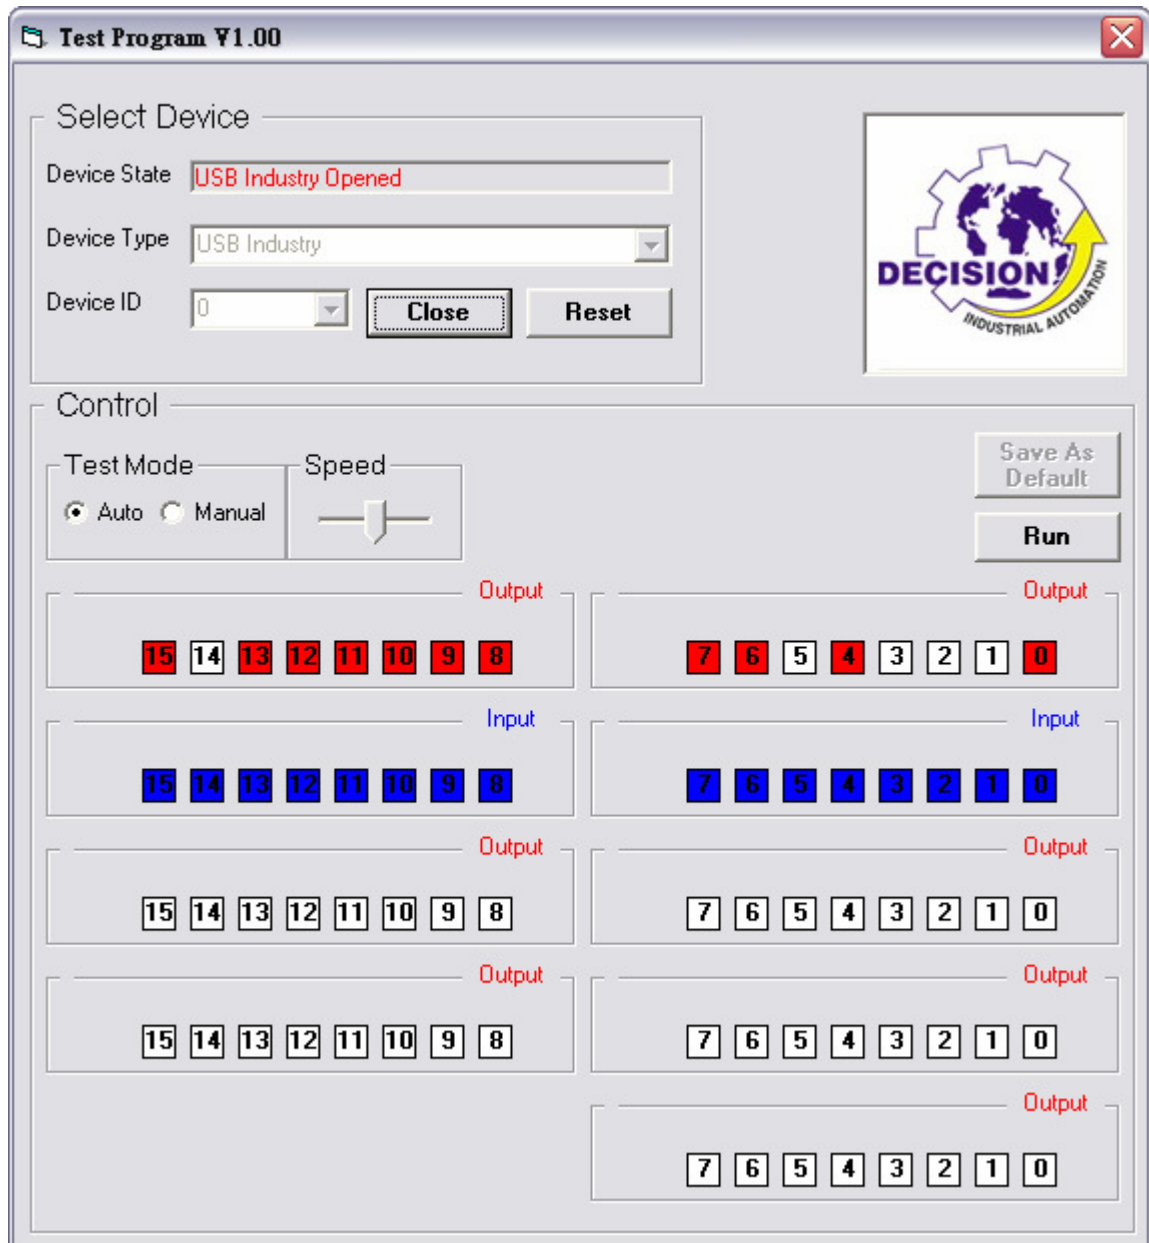 Test Program V1.00
Select Device
Device State USB Industry Opened
Device Type USB Industry
Device ID 0 Close Reset
DECISION
INDUSTRIAL AUTOMATION
Control
Test Mode Speed
Auto Manual
Save As
Default
Run
Output Output
15 14 13 12 11 10 9 8 7 6 5 4 3 2 1 0
Input Input
15 14 13 12 11 10 9 8 7 6 5 4 3 2 1 0
Output Output
15 14 13 12 11 10 9 8 7 6 5 4 3 2 1 0
Output Output
15 14 13 12 11 10 9 8 7 6 5 4 3 2 1 0
Output
7 6 5 4 3 2 1 0